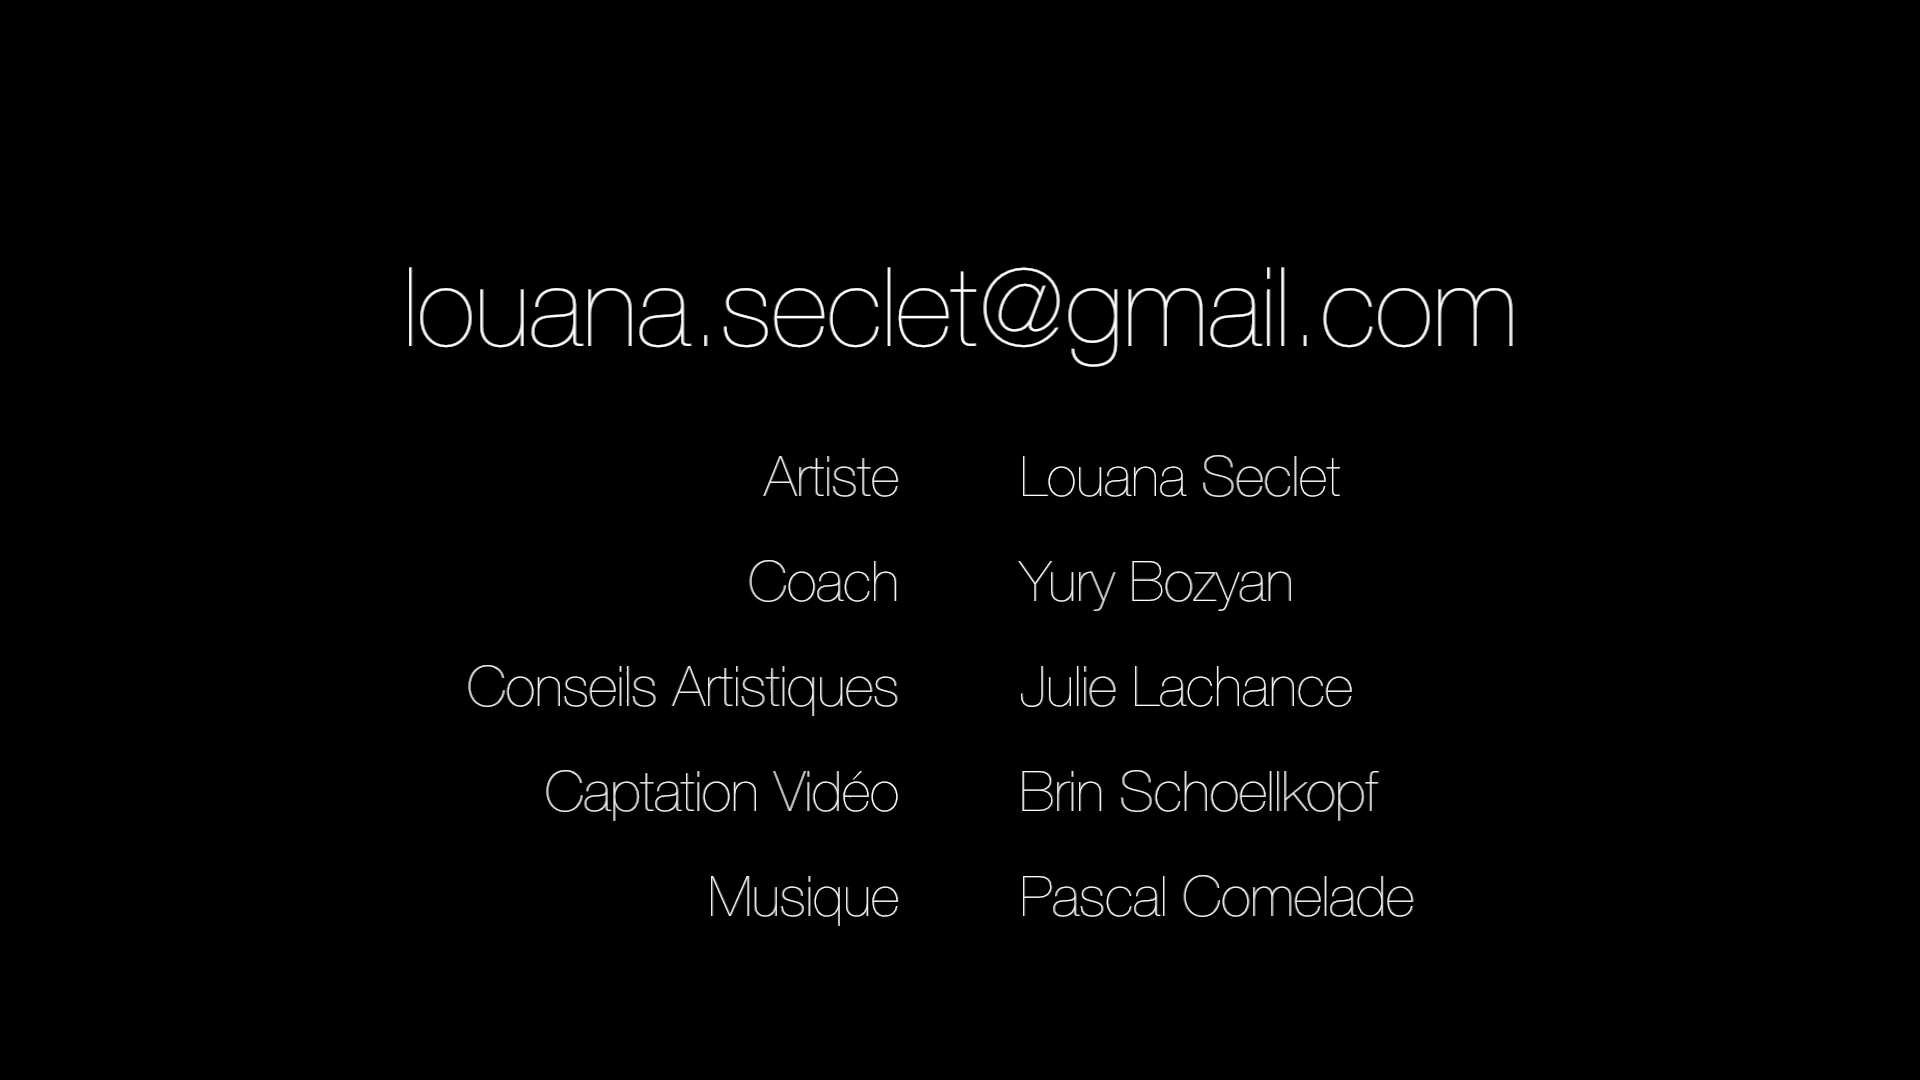 louana.seclet@gmail.com
Artiste Louana Seclet
Coach Yury Bozyan
Conseils Artistiques Julie Lachance
Captation Vidéo Brin Schoellkopf
Musique Pascal Comelade